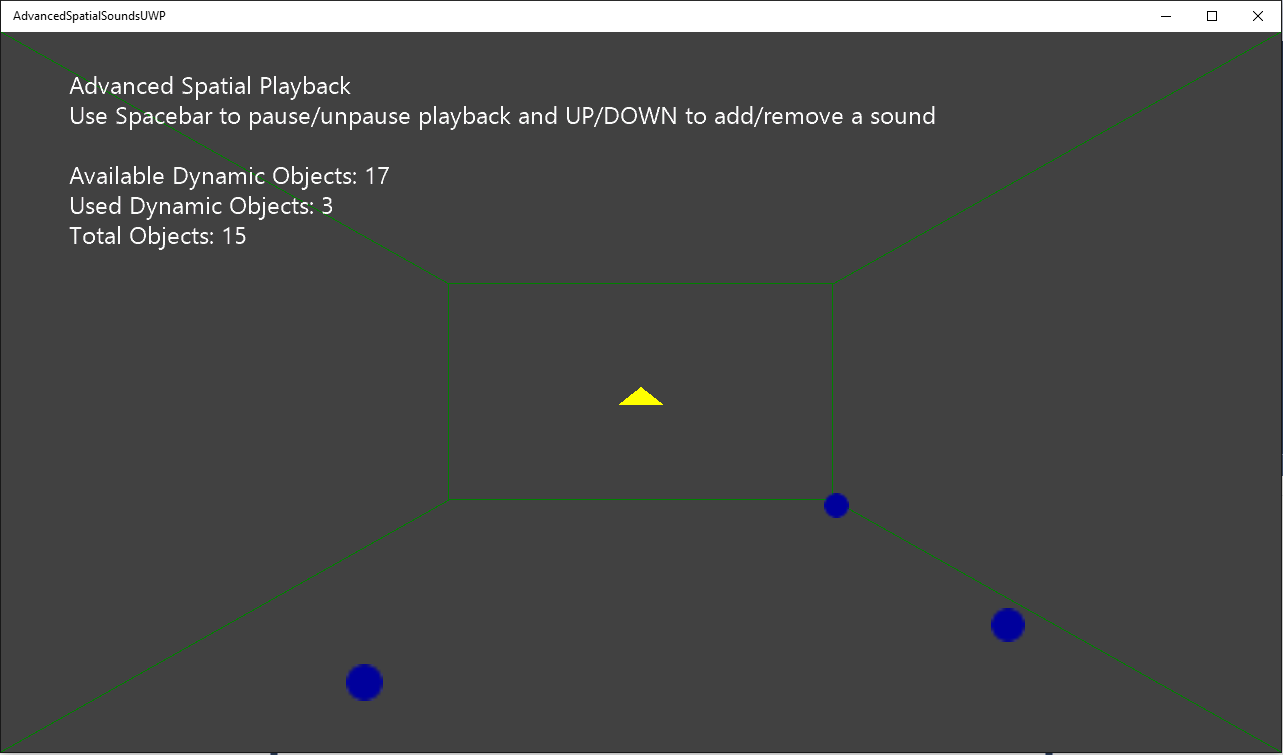 AdvancedSpatialSoundsUWP
Advanced Spatial Playback
Use Spacebar to pause/unpause playback and UP/DOWN to add/remove a sound
Available Dynamic Objects: 17
Used Dynamic Objects: 3
Total Objects: 15